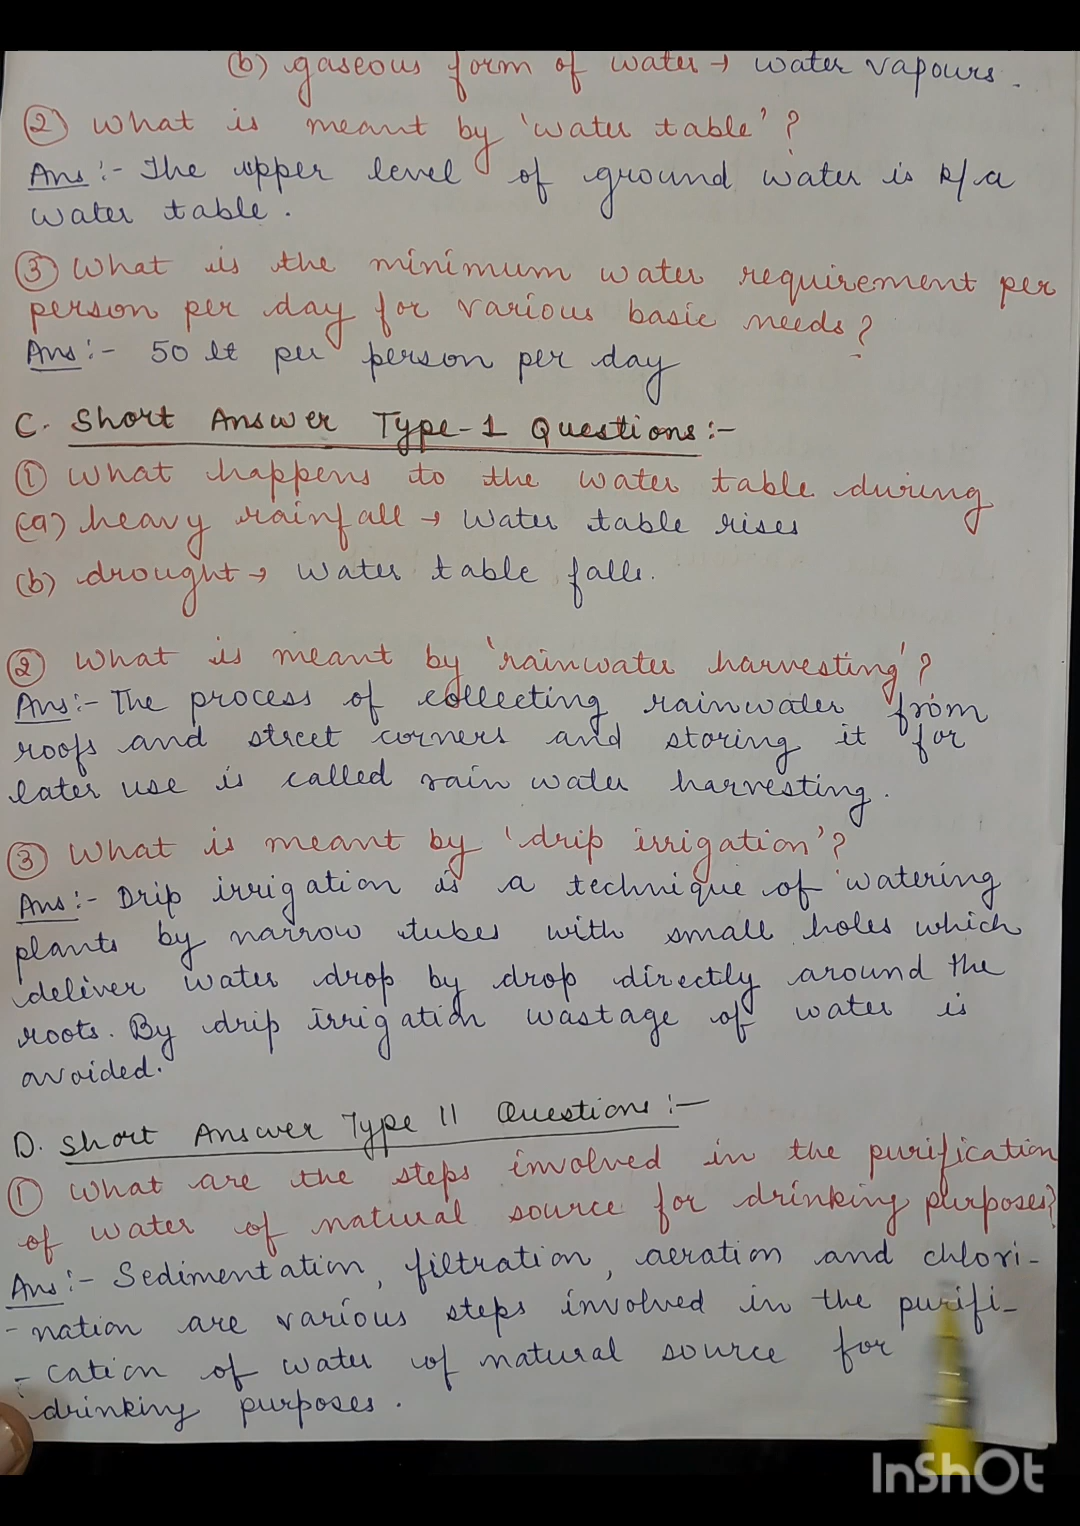 (b) gaseous form of water → water vapours.
② What is meant by 'water table'?
Ans:- The upper level of ground water is k/a
water table.
③ What is the minimum water requirement per
person per day for various basic needs?
Ans:- 50 lt per person per day
C. Short Answer Type-1 Questions:-
① What happens to the water table during
(a) heavy rainfall → Water table rises
(b) drought → Water table falls.
② What is meant by 'rainwater harvesting'?
Ans:- The process of collecting rainwater from
roofs and street corners and storing it for
later use is called rain water harvesting.
③ What is meant by 'drip irrigation'?
Ans:- Drip irrigation is a technique of watering
plants by narrow tubes with small holes which
deliver water drop by drop directly around the
roots. By drip irrigation wastage of water is
avoided.
D. Short Answer Type II Questions:-
① What are the steps involved in the purification
of water of natural source for drinking purposes?
Ans:- Sedimentation, filtration, aeration and chlori-
-nation are various steps involved in the purifi-
-cation of water of natural source for
drinking purposes.
InShOt